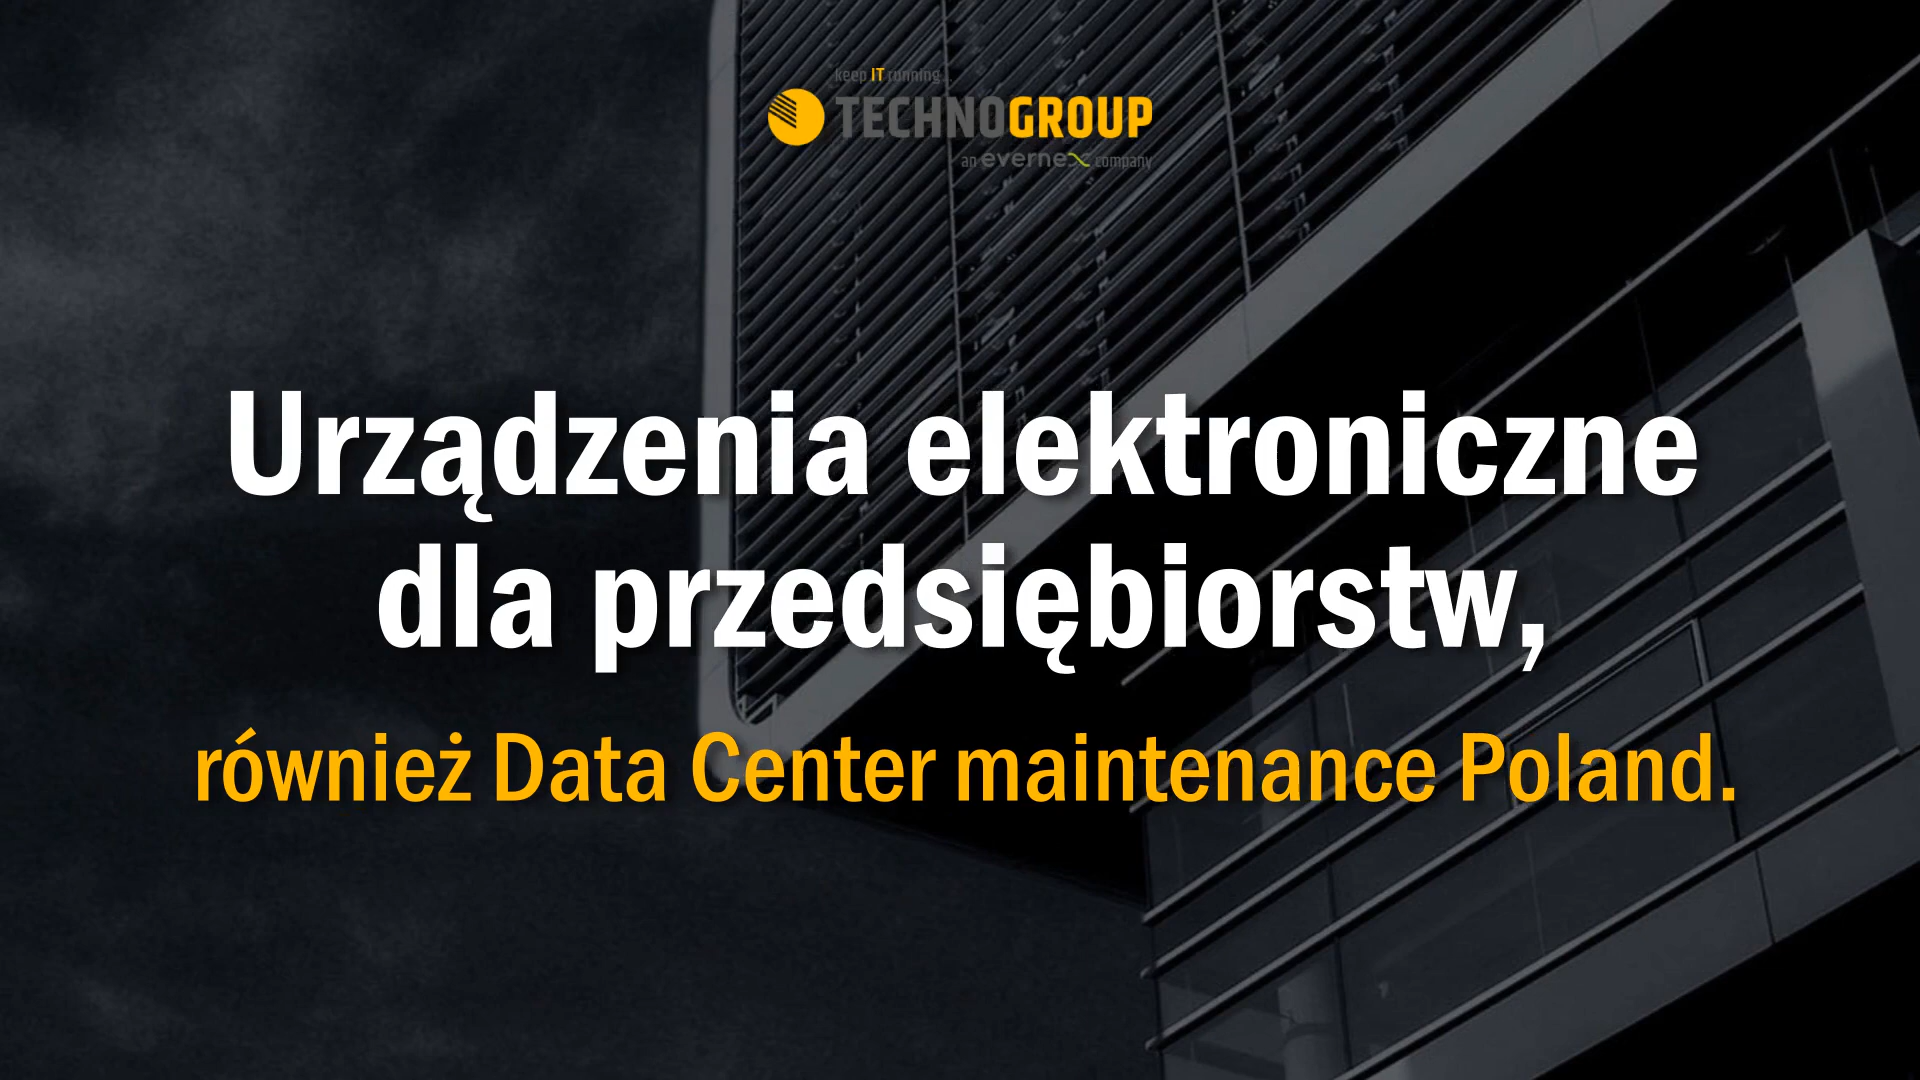 keep IT running...
TECHNOGROUP
an evernex company
Urządzenia elektroniczne
dla przedsiębiorstw,
również Data Center maintenance Poland.